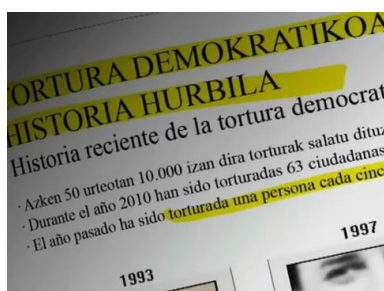 TORTURA DEMOKRATIKOA
HISTORIA HURBILA
Historia reciente de la tortura democrat
· Azken 50 urteotan 10.000 izan dira torturak salatu dituz
· Durante el año 2010 han sido torturadas 63 ciudadanas
· El año pasado ha sido torturada una persona cada cinc
1993
1997